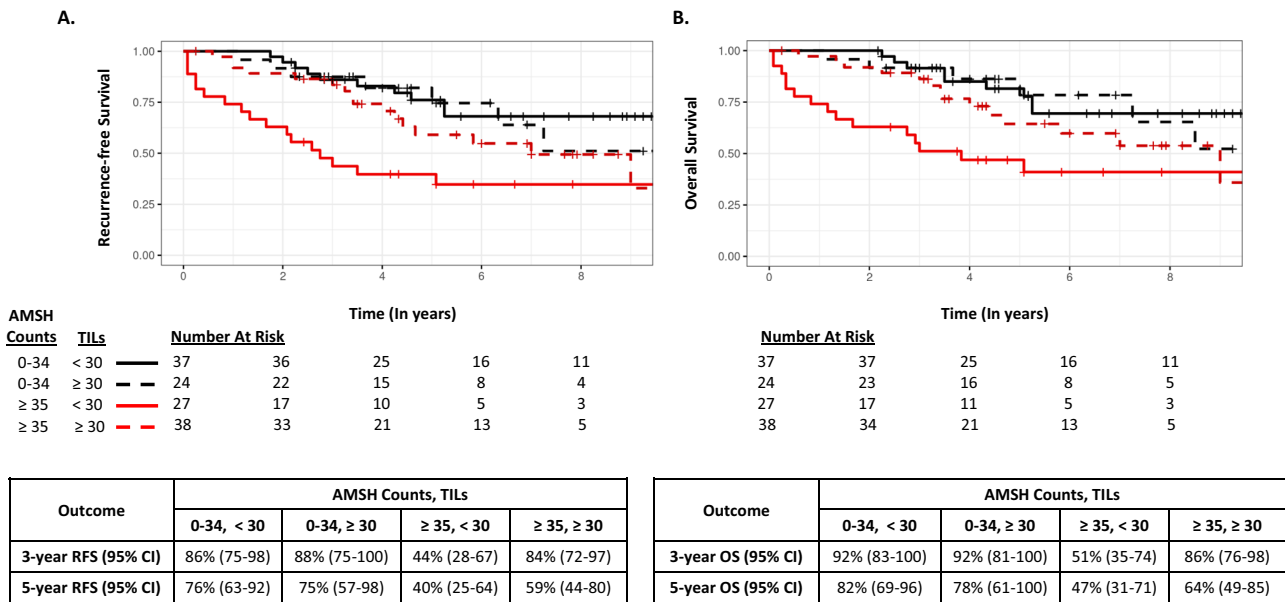 A.
B.
Recurrence-free Survival
1.00
0.75
0.50
0.25
0.00
0 2 4 6 8
Time (In years)
Overall Survival
1.00
0.75
0.50
0.25
0.00
0 2 4 6 8
Time (In years)
AMSH
Counts TILs Number At Risk Number At Risk
0-34 < 30 37 36 25 16 11 37 37 25 16 11
0-34 ≥ 30 24 22 15 8 4 24 23 16 8 5
≥ 35 < 30 27 17 10 5 3 27 17 11 5 3
≥ 35 ≥ 30 38 33 21 13 5 38 34 21 13 5
Outcome AMSH Counts, TILs
0-34, < 30 0-34, ≥ 30 ≥ 35, < 30 ≥ 35, ≥ 30
3-year RFS (95% CI) 86% (75-98) 88% (75-100) 44% (28-67) 84% (72-97)
5-year RFS (95% CI) 76% (63-92) 75% (57-98) 40% (25-64) 59% (44-80)
Outcome AMSH Counts, TILs
0-34, < 30 0-34, ≥ 30 ≥ 35, < 30 ≥ 35, ≥ 30
3-year OS (95% CI) 92% (83-100) 92% (81-100) 51% (35-74) 86% (76-98)
5-year OS (95% CI) 82% (69-96) 78% (61-100) 47% (31-71) 64% (49-85)